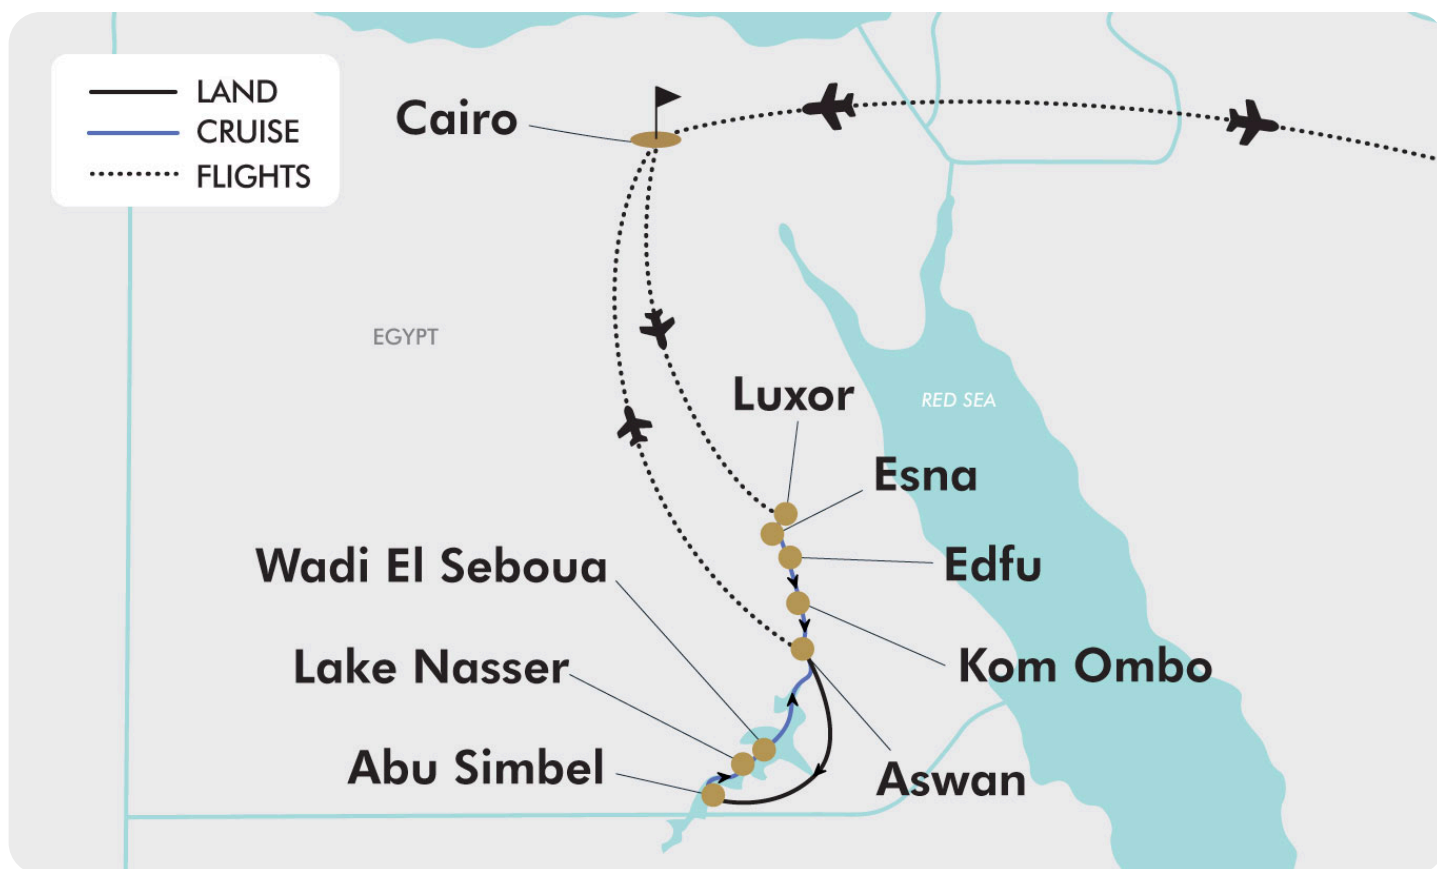 LAND
CRUISE
FLIGHTS
Cairo
EGYPT
RED SEA
Luxor
Esna
Wadi El Seboua
Edfu
Lake Nasser
Kom Ombo
Abu Simbel
Aswan